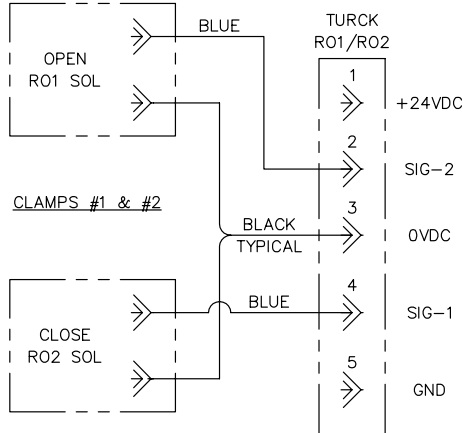 OPEN
RO1 SOL
BLUE
TURCK
RO1/RO2
1
+24VDC
2
SIG-2
CLAMPS #1 & #2
BLACK
TYPICAL
3
0VDC
CLOSE
RO2 SOL
BLUE
4
SIG-1
5
GND